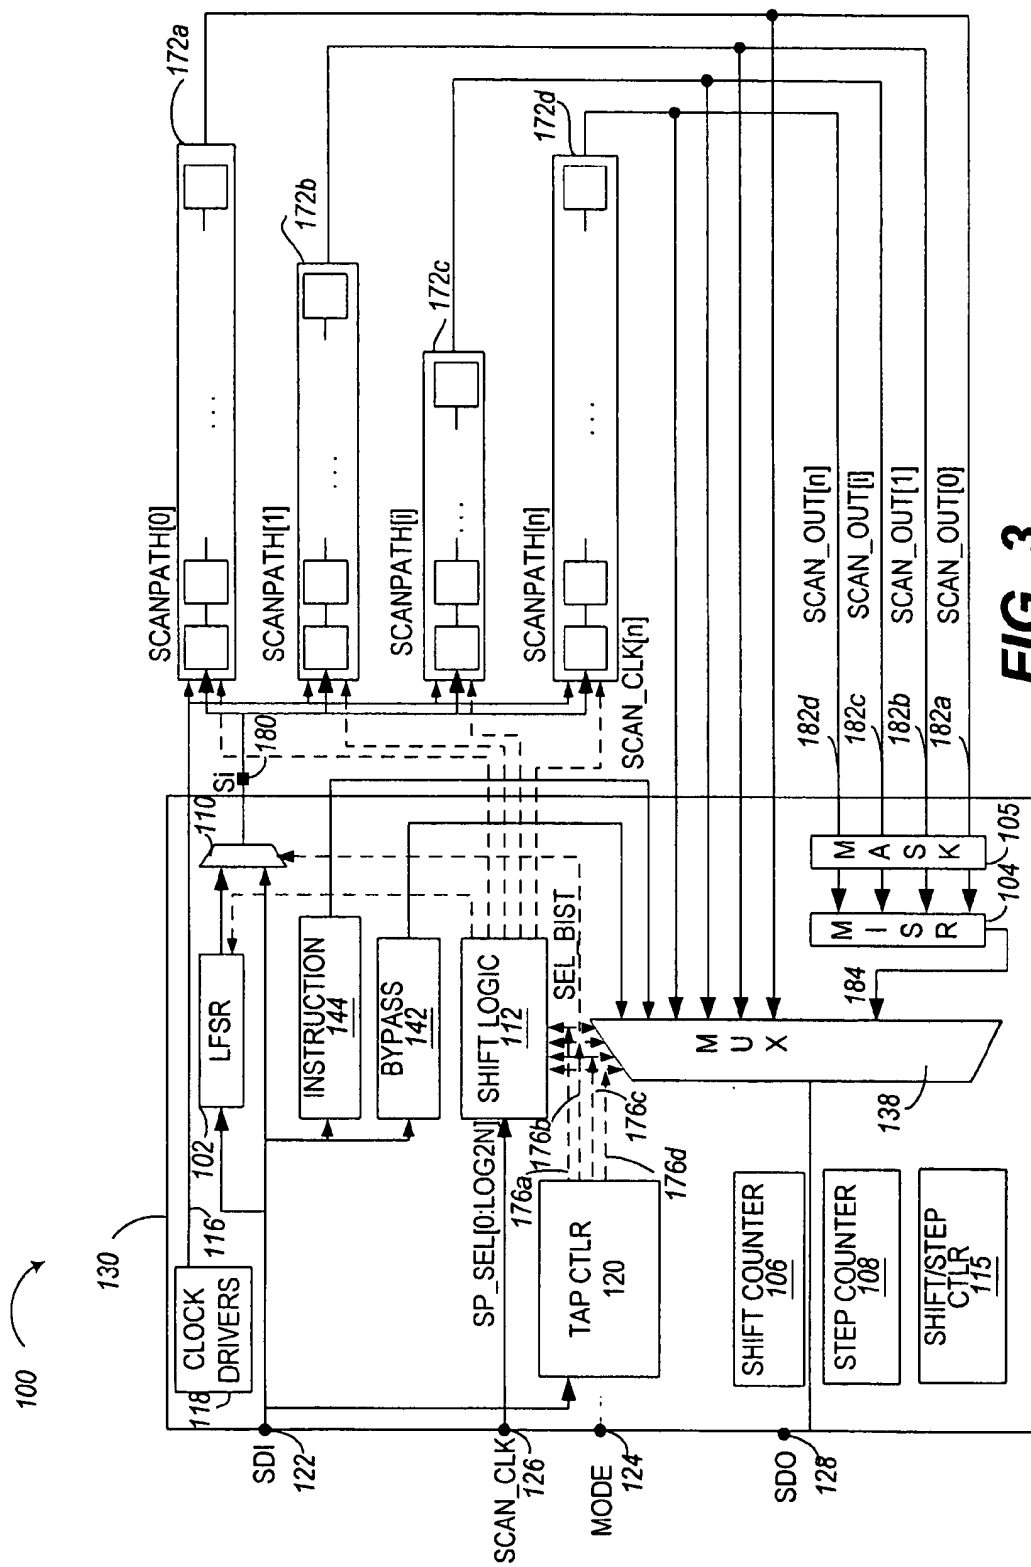 100
130
CLOCK
DRIVERS
118
116
102
LFSR
110
Si
180
SDI
122
INSTRUCTION
144
BYPASS
142
SHIFT LOGIC
112
SCAN_CLK
126
SP_SEL[0:LOG2N]
SEL_BIST
MODE
124
TAP CTLR
120
176a
176b
176c
176d
SDO
128
SHIFT COUNTER
106
STEP COUNTER
108
SHIFT/STEP
CTLR
115
MUX
138
184
MISR
104
MASK
105
182d
182c
182b
182a
SCAN_OUT[n]
SCAN_OUT[i]
SCAN_OUT[1]
SCAN_OUT[0]
SCANPATH[0]
...
172a
SCANPATH[1]
...
172b
SCANPATH[i]
....
172c
SCANPATH[n]
...
172d
SCAN_CLK[n]
FIG. 3